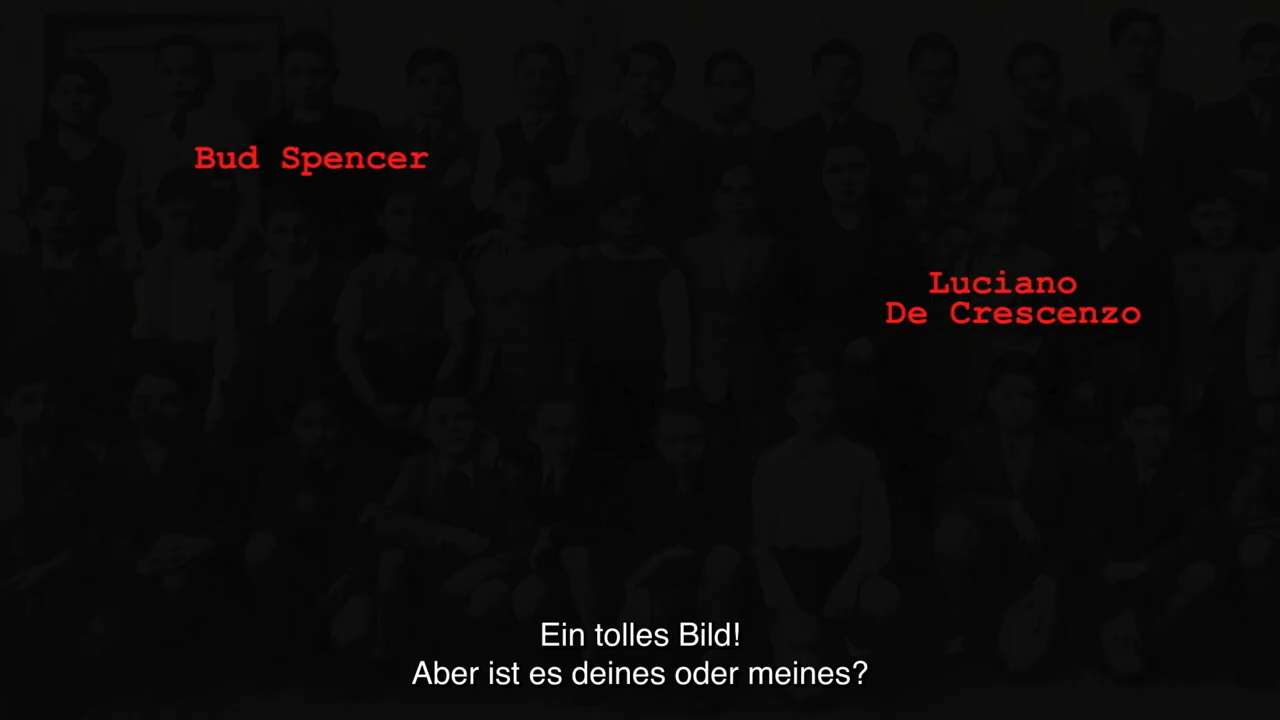 Bud Spencer
Luciano
De Crescenzo
Ein tolles Bild!
Aber ist es deines oder meines?